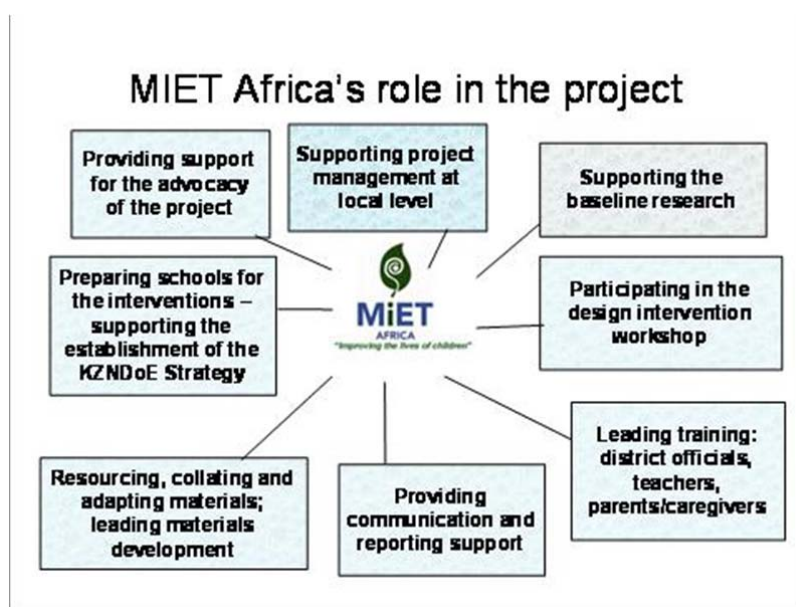 MIET Africa's role in the project
Providing support
for the advocacy
of the project
Supporting project
management at
local level
Supporting the
baseline research
Preparing schools for
the interventions –
supporting the
establishment of the
KZNDoE Strategy
MiET
AFRICA
"Improving the lives of children"
Participating in the
design intervention
workshop
Resourcing, collating and
adapting materials;
leading materials
development
Providing
communication and
reporting support
Leading training:
district officials,
teachers,
parents/caregivers